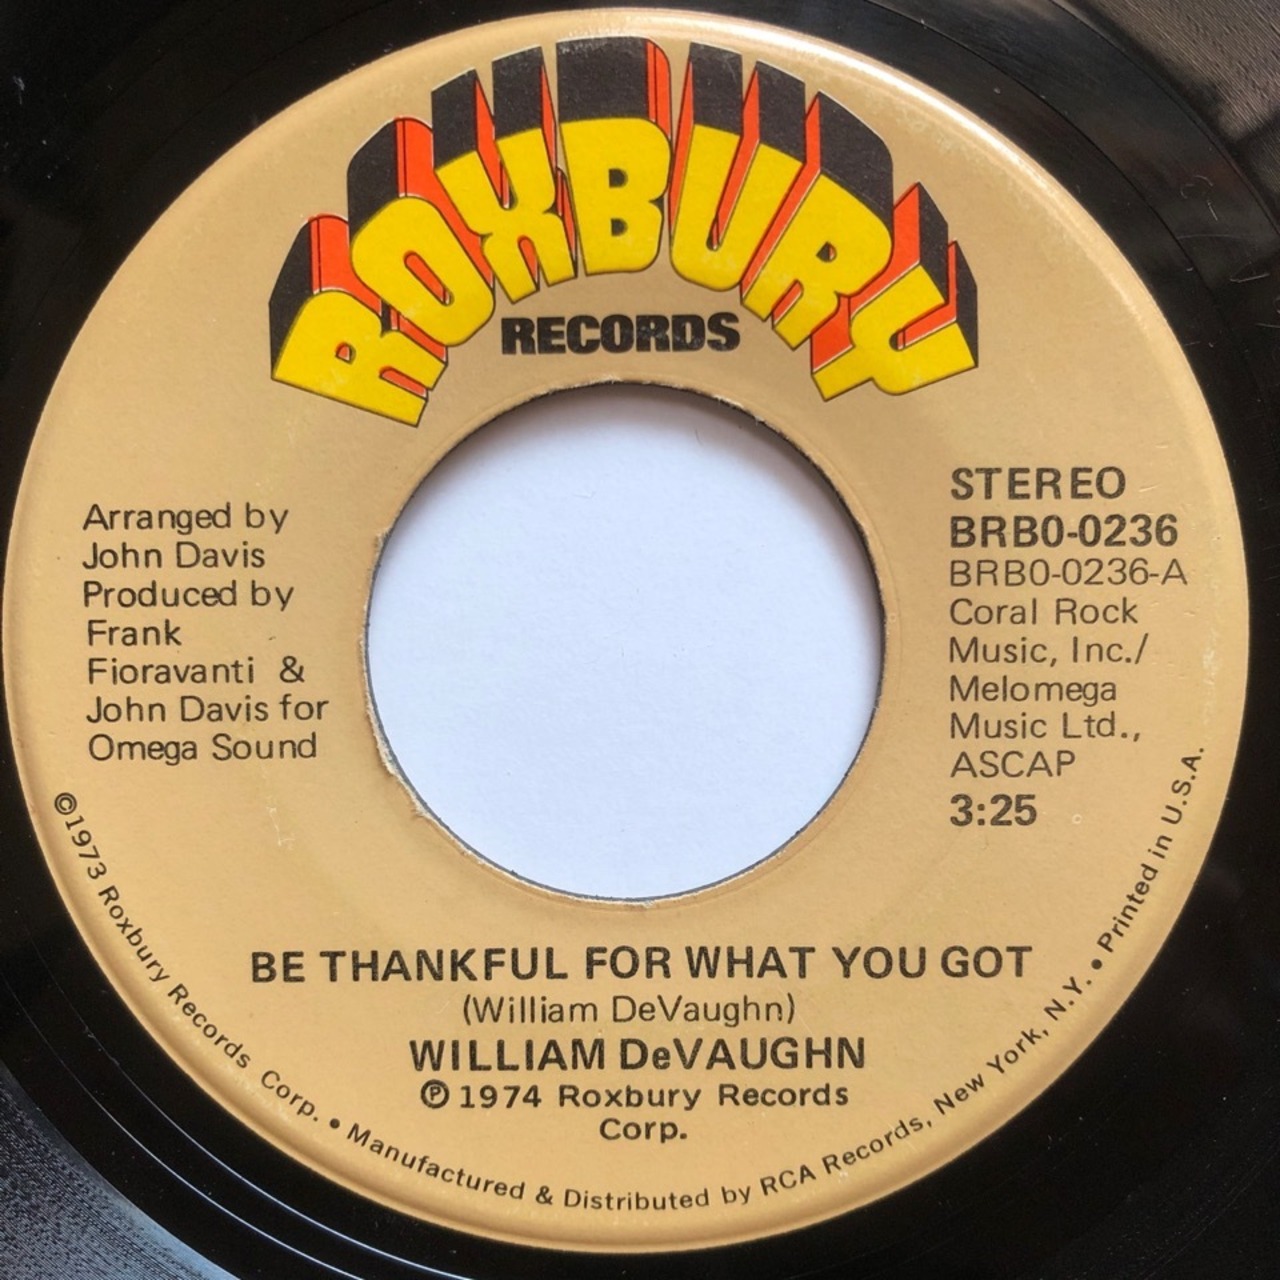 ROXBURY
RECORDS
Arranged by
John Davis
Produced by
Frank
Fioravanti &
John Davis for
Omega Sound
STEREO
BRBO-0236
BRBO-0236-A
Coral Rock
Music, Inc./
Melomega
Music Ltd.,
ASCAP
3:25
BE THANKFUL FOR WHAT YOU GOT
(William DeVaughn)
WILLIAM DeVAUGHN
℗ 1974 Roxbury Records
Corp.
©1973 Roxbury Records Corp. • Manufactured & Distributed by RCA Records, New York, N.Y. • Printed in U.S.A.